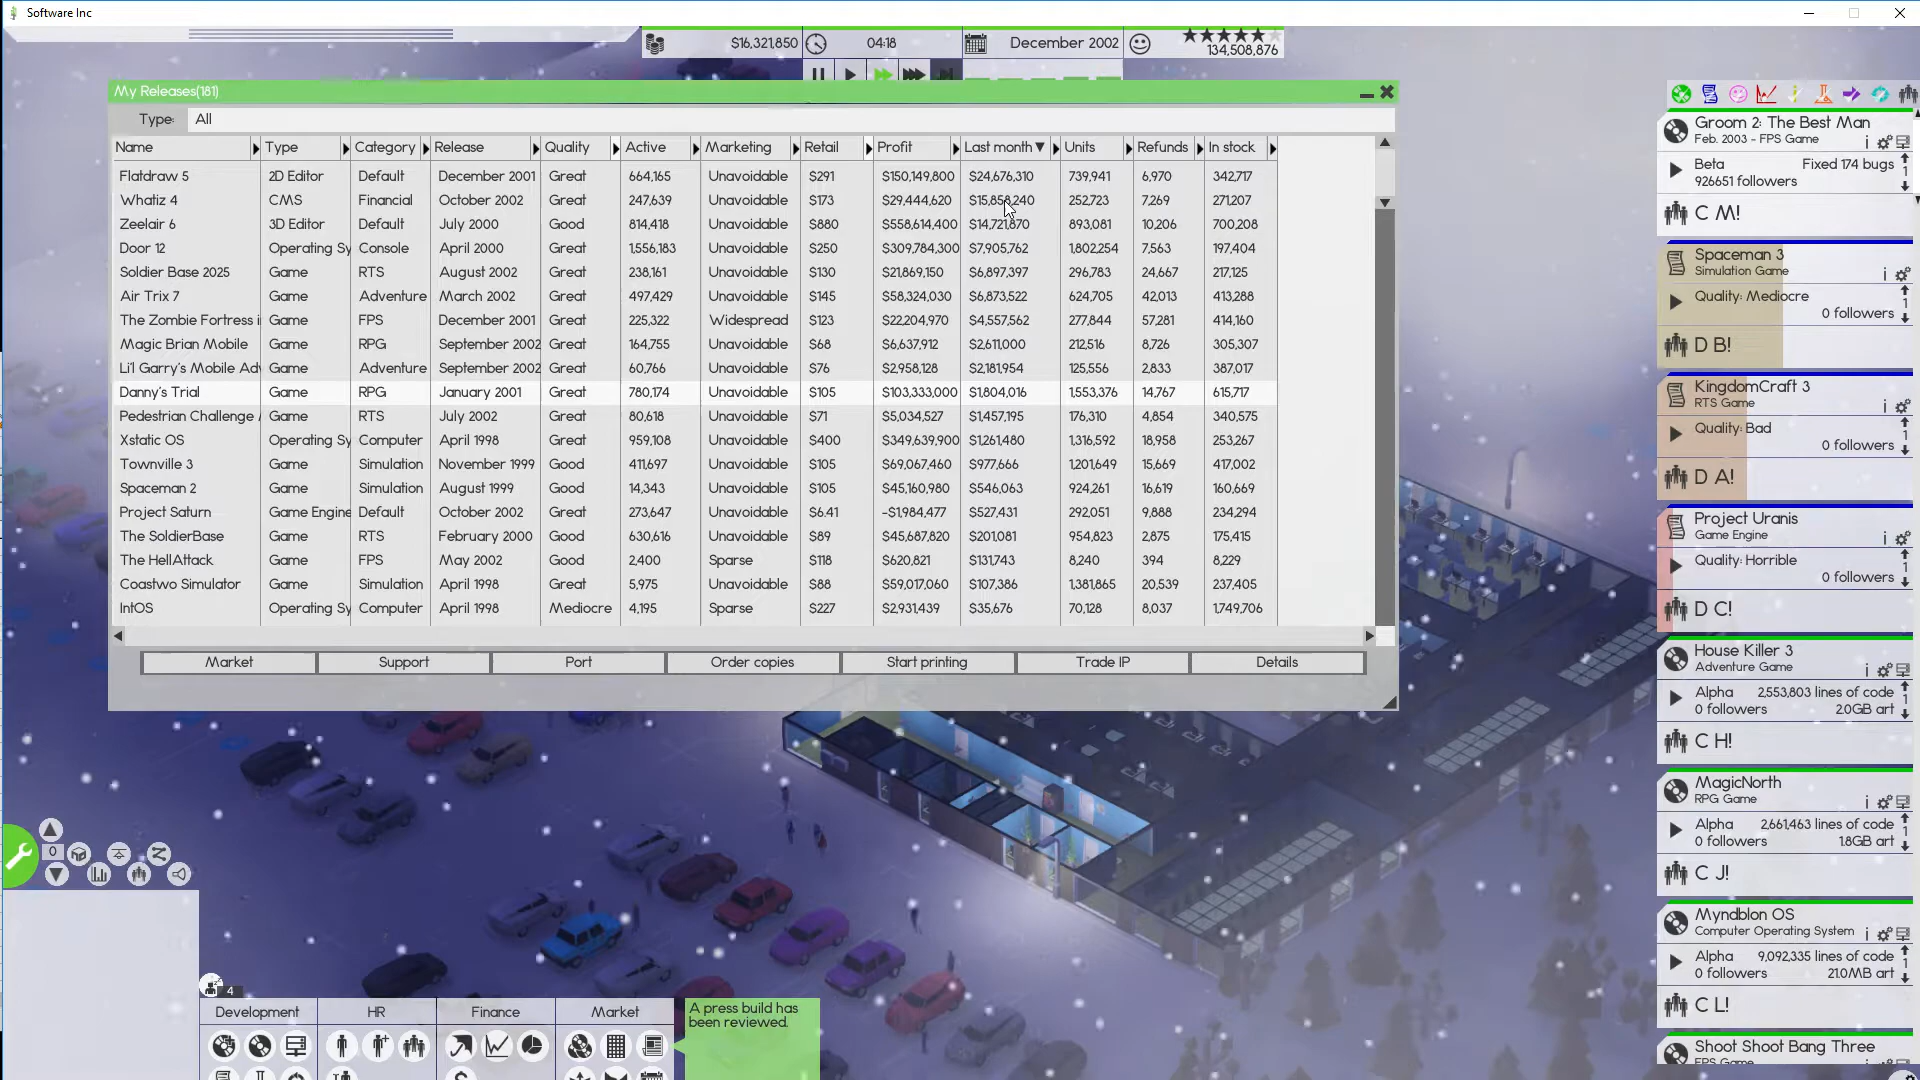 Software Inc
$16,321,850
04:18
December 2002
134,508,876
My Releases(181)
Type: All
Name Type Category Release Quality Active Marketing Retail Profit Last month▼ Units Refunds In stock
Flatdraw 5 2D Editor Default December 2001 Great 664,165 Unavoidable $291 $150,149,800 $24,676,310 739,941 6,970 342,717
Whatiz 4 CMS Financial October 2002 Great 247,639 Unavoidable $173 $29,444,620 252,723 7,269 271,207
Zeelair 6 3D Editor Default July 2000 Good 814,418 Unavoidable $880 $558,614,400 $14,721,870 893,081 10,206 700,208
Door 12 Operating Sy Console April 2000 Great 1,556,183 Unavoidable $250 $309,784,300 $7,905,762 1,802,254 7,563 197,404
Soldier Base 2025 Game RTS August 2002 Great 238,161 Unavoidable $130 $21,869,150 $6,897,397 296,783 24,667 217,125
Air Trix 7 Game Adventure March 2002 Great 497,429 Unavoidable $145 $58,324,030 $6,873,522 624,705 42,013 413,288
The Zombie Fortress i Game FPS December 2001 Great 225,322 Widespread $123 $22,204,970 $4,557,562 277,844 57,281 414,160
Magic Brian Mobile Game RPG September 2002 Great 164,755 Unavoidable $68 $6,637,912 $2,611,000 212,516 8,726 305,307
Li'l Garry's Mobile Adv Game Adventure September 2002 Great 60,766 Unavoidable $76 $2,958,128 $2,181,954 125,556 2,833 387,017
Danny's Trial Game RPG January 2001 Great 780,174 Unavoidable $105 $103,333,000 $1,804,016 1,553,376 14,767 615,717
Pedestrian Challenge Game RTS July 2002 Great 80,618 Unavoidable $71 $5,034,527 $1,457,195 176,310 4,854 340,575
Xstatic OS Operating Sy Computer April 1998 Great 959,108 Unavoidable $400 $349,639,900 $1,261,480 1,316,592 18,958 253,267
Townville 3 Game Simulation November 1999 Good 411,697 Unavoidable $105 $69,067,460 $977,666 1,201,649 15,669 417,002
Spaceman 2 Game Simulation August 1999 Good 14,343 Unavoidable $105 $45,160,980 $546,063 924,261 16,619 160,669
Project Saturn Game Engine Default October 2002 Great 273,647 Unavoidable $6.41 -$1,984,477 $527,431 292,051 9,888 234,294
The SoldierBase Game RTS February 2000 Good 630,616 Unavoidable $89 $45,687,820 $201,081 954,823 2,875 175,415
The HellAttack Game FPS May 2002 Good 2,400 Sparse $118 $620,821 $131,743 8,240 394 8,229
Coastwo Simulator Game Simulation April 1998 Great 5,975 Unavoidable $88 $59,017,060 $107,386 1,381,865 20,539 237,405
IntOS Operating Sy Computer April 1998 Mediocre 4,195 Sparse $227 $2,931,439 $35,676 70,128 8,037 1,749,706
Market Support Port Order copies Start printing Trade IP Details
Groom 2: The Best Man
Feb. 2003 - FPS Game
Beta Fixed 174 bugs
926651 followers 1
C M!
Spaceman 3
Simulation Game
Quality: Mediocre
0 followers 1
D B!
KingdomCraft 3
RTS Game
Quality: Bad
0 followers 1
D A!
Project Uranis
Game Engine
Quality: Horrible
0 followers 1
D C!
House Killer 3
Adventure Game
Alpha 2,553,803 lines of code
0 followers 2.0GB art 1
C H!
MagicNorth
RPG Game
Alpha 2,661,463 lines of code
0 followers 1.8GB art 1
C J!
Myndblon OS
Computer Operating System
Alpha 9,092,335 lines of code
0 followers 21.0MB art 1
C L!
Shoot Shoot Bang Three
FPS Game
0
4
Development HR Finance Market
A press build has
been reviewed.